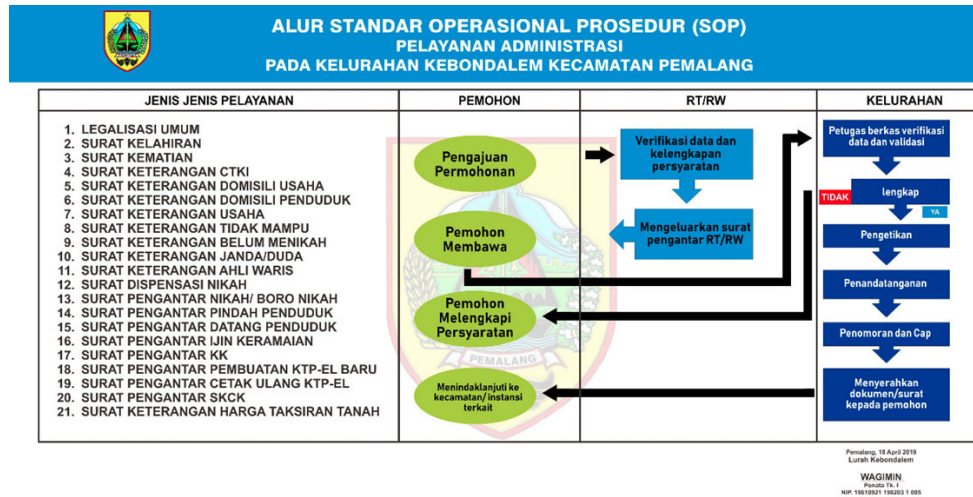 ALUR STANDAR OPERASIONAL PROSEDUR (SOP)
PELAYANAN ADMINISTRASI
PADA KELURAHAN KEBONDALEM KECAMATAN PEMALANG
JENIS JENIS PELAYANAN
1. LEGALISASI UMUM
2. SURAT KELAHIRAN
3. SURAT KEMATIAN
4. SURAT KETERANGAN CTKI
5. SURAT KETERANGAN DOMISILI USAHA
6. SURAT KETERANGAN DOMISILI PENDUDUK
7. SURAT KETERANGAN USAHA
8. SURAT KETERANGAN TIDAK MAMPU
9. SURAT KETERANGAN BELUM MENIKAH
10. SURAT KETERANGAN JANDA/DUDA
11. SURAT KETERANGAN AHLI WARIS
12. SURAT DISPENSASI NIKAH
13. SURAT PENGANTAR NIKAH/ BORO NIKAH
14. SURAT PENGANTAR PINDAH PENDUDUK
15. SURAT PENGANTAR DATANG PENDUDUK
16. SURAT PENGANTAR IJIN KERAMAIAN
17. SURAT PENGANTAR KK
18. SURAT PENGANTAR PEMBUATAN KTP-EL BARU
19. SURAT PENGANTAR CETAK ULANG KTP-EL
20. SURAT PENGANTAR SKCK
21. SURAT KETERANGAN HARGA TAKSIRAN TANAH
PEMOHON
Pengajuan
Permohonan
Pemohon
Membawa
Pemohon
Melengkapi
Persyaratan
PEMALANG
Menindaklanjuti ke
kecamatan/ instansi
terkait
RT/RW
Verifikasi data dan
kelengkapan
persyaratan
Mengeluarkan surat
pengantar RT/RW
KELURAHAN
Petugas berkas verifikasi
data dan validasi
TIDAK
lengkap
YA
Pengetikan
Penandatanganan
Penomoran dan Cap
Menyerahkan
dokumen/surat
kepada pemohon
Pemalang, 18 April 2019
Lurah Kebondalem
WAGIMIN
Penata Tk. I
NIP. 19610921 198203 1 005